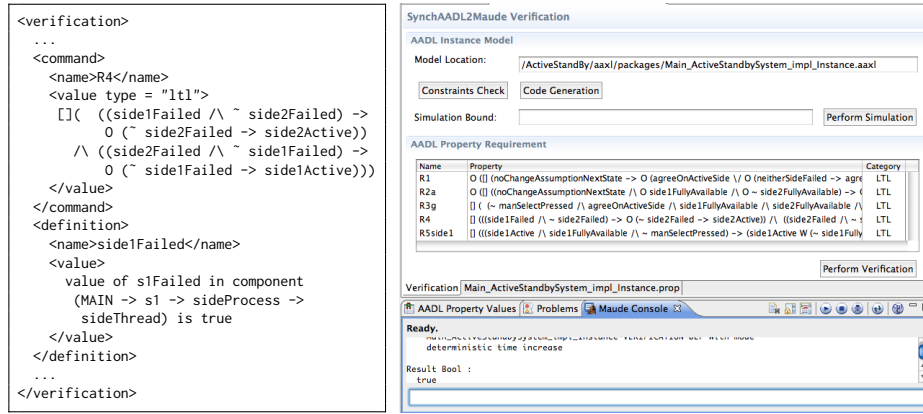 <verification>
...
<command>
<name>R4</name>
<value type = "ltl">
[]( ((side1Failed /\ ~ side2Failed) ->
O (~ side2Failed -> side2Active))
/\ ((side2Failed /\ ~ side1Failed) ->
O (~ side1Failed -> side1Active)))
</value>
</command>
<definition>
<name>side1Failed</name>
<value>
value of s1Failed in component
(MAIN -> s1 -> sideProcess ->
sideThread) is true
</value>
</definition>
...
</verification>
SynchAADL2Maude Verification
AADL Instance Model
Model Location: /ActiveStandBy/aaxl/packages/Main_ActiveStandbySystem_impl_Instance.aaxl
Constraints Check Code Generation
Simulation Bound: Perform Simulation
AADL Property Requirement
Name Property Category
R1 O ([] (noChangeAssumptionNextState -> O (agreeOnActiveSide \/ O (neitherSideFailed -> agre LTL
R2a O ([] ((noChangeAssumptionNextState /\ O side1FullyAvailable /\ O ~ side2FullyAvailable) -> LTL
R3g [] ( (~ manSelectPressed /\ agreeOnActiveSide /\ side1FullyAvailable /\ side2FullyAvailable /\ LTL
R4 [] (((side1Failed /\ ~ side2Failed) -> O (~ side2Failed -> side2Active)) /\ ((side2Failed /\ ~ s LTL
R5side1 [] (((side1Active /\ side1FullyAvailable /\ ~ manSelectPressed) -> (side1Active W (~ side1Fully LTL
Perform Verification
Verification Main_ActiveStandbySystem_impl_Instance.prop
AADL Property Values Problems Maude Console
Ready.
Main_ActiveStandbySystem_impl_Instance VERIFICATION-DEF with mode
deterministic time increase
Result Bool :
true